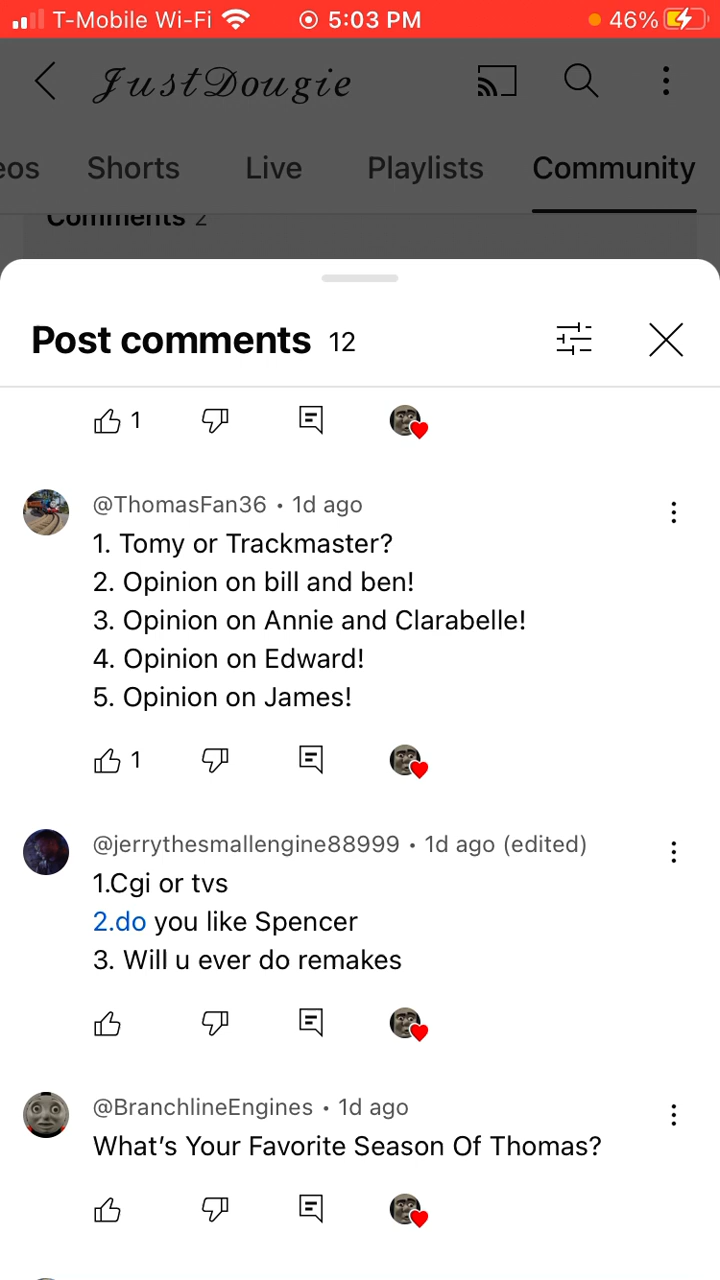 T-Mobile Wi-Fi 5:03 PM 46%
JustDougie
eos Shorts Live Playlists Community
Comments 2
Post comments 12
1
@ThomasFan36 • 1d ago
1. Tomy or Trackmaster?
2. Opinion on bill and ben!
3. Opinion on Annie and Clarabelle!
4. Opinion on Edward!
5. Opinion on James!
1
@jerrythesmallengine88999 • 1d ago (edited)
1.Cgi or tvs
2.do you like Spencer
3. Will u ever do remakes
@BranchlineEngines • 1d ago
What's Your Favorite Season Of Thomas?